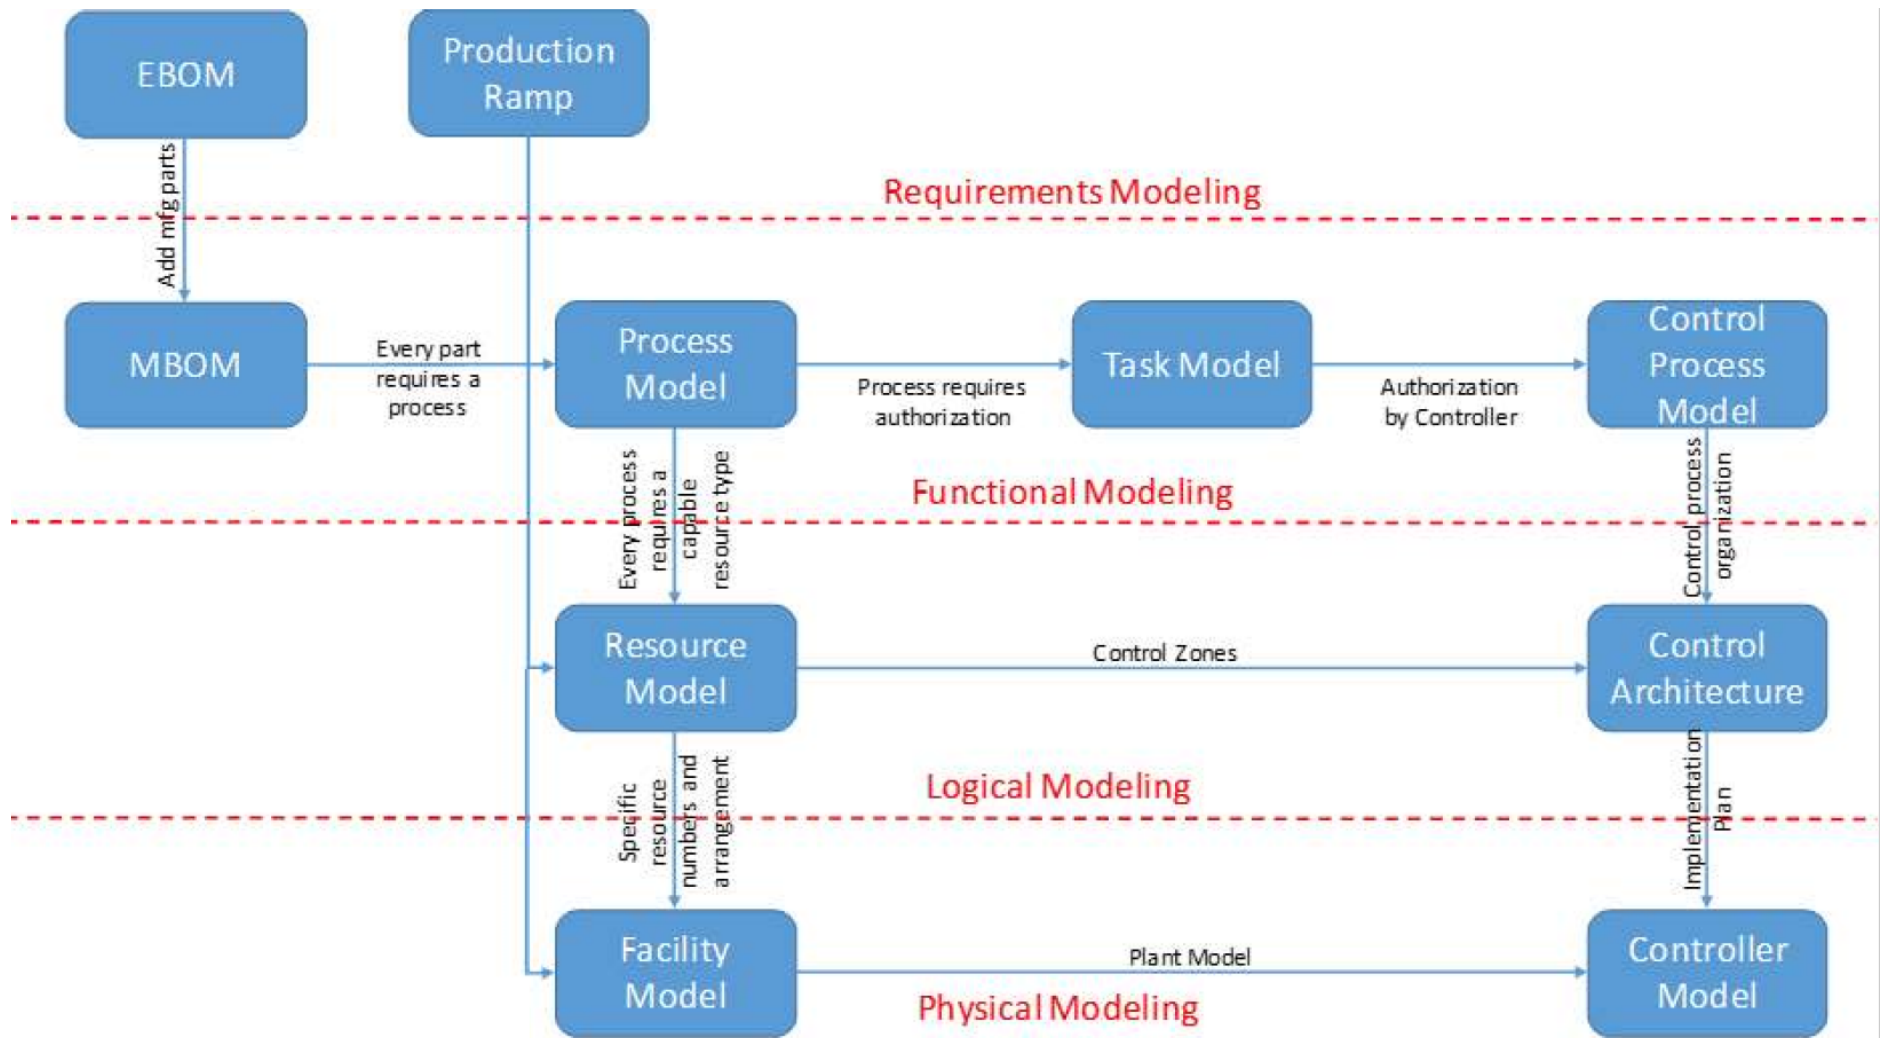 EBOM
Production
Ramp
Add mfg parts
Requirements Modeling
MBOM
Every part
requires a
process
Process
Model
Process requires
authorization
Task Model
Authorization
by Controller
Control
Process
Model
Every process
requires a
capable
resource type
Functional Modeling
Control process
organization
Resource
Model
Control Zones
Control
Architecture
Specific
resource
numbers and
arrangement
Logical Modeling
Implementation
Plan
Facility
Model
Plant Model
Physical Modeling
Controller
Model